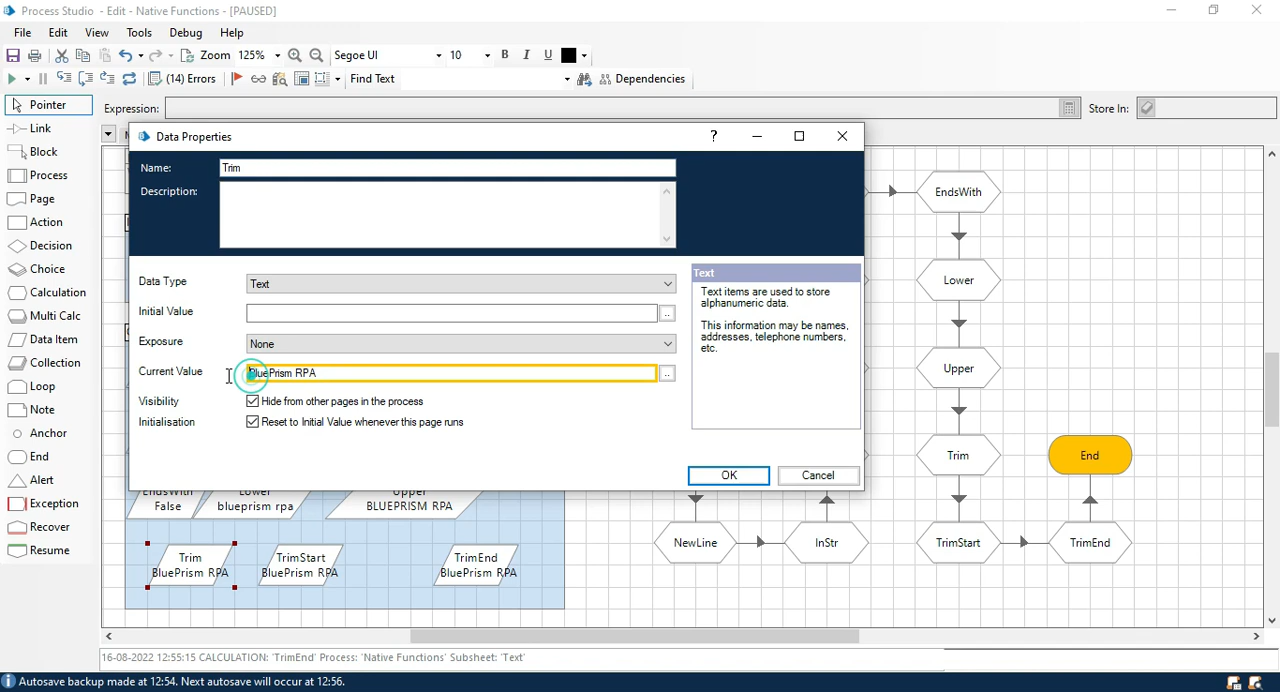 Process Studio - Edit - Native Functions - [PAUSED]
File Edit View Tools Debug Help
Zoom 125% Segoe UI 10 B I U
(14) Errors Find Text Dependencies
Pointer
Expression: Store In:
Link
Block
Process
Page
Action
Decision
Choice
Calculation
Multi Calc
Data Item
Collection
Loop
Note
Anchor
End
Alert
Exception
Recover
Resume
Data Properties ?
Name: Trim
Description:
Data Type Text
Initial Value ..
Exposure None
Current Value BluePrism RPA ..
Visibility Hide from other pages in the process
Initialisation Reset to Initial Value whenever this page runs
Text
Text items are used to store
alphanumeric data.
This information may be names,
addresses, telephone numbers,
etc.
OK Cancel
EndsWith
Lower
Upper
Trim End
NewLine InStr TrimStart TrimEnd
EndsWith Lower Upper
False blueprism rpa BLUEPRISM RPA
Trim TrimStart TrimEnd
BluePrism RPA BluePrism RPA BluePrism RPA
16-08-2022 12:55:15 CALCULATION: 'TrimEnd' Process: 'Native Functions' Subsheet: 'Text'
Autosave backup made at 12:54. Next autosave will occur at 12:56.